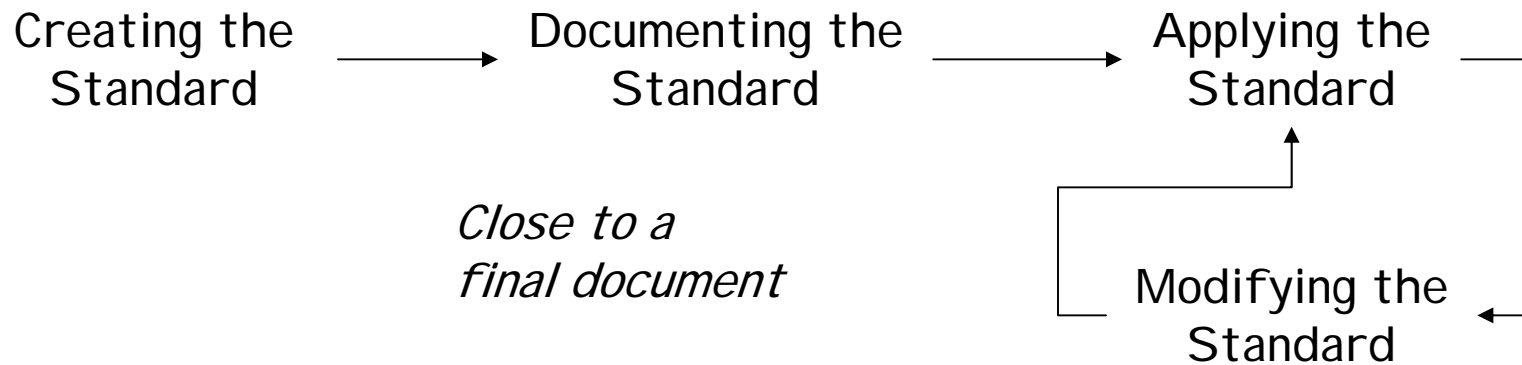 Creating the
Standard
Documenting the
Standard
Applying the
Standard
Close to a
final document
Modifying the
Standard